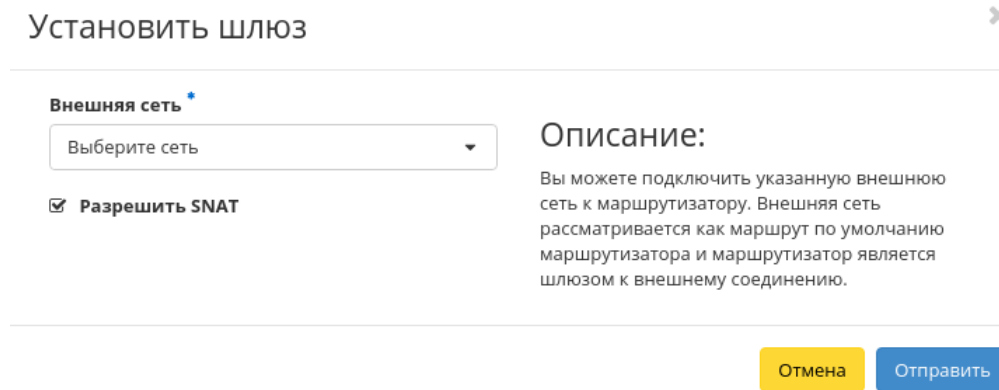 Установить шлюз
Внешняя сеть *
Выберите сеть
Разрешить SNAT
Описание:
Вы можете подключить указанную внешнюю
сеть к маршрутизатору. Внешняя сеть
рассматривается как маршрут по умолчанию
маршрутизатора и маршрутизатор является
шлюзом к внешнему соединению.
Отмена
Отправить